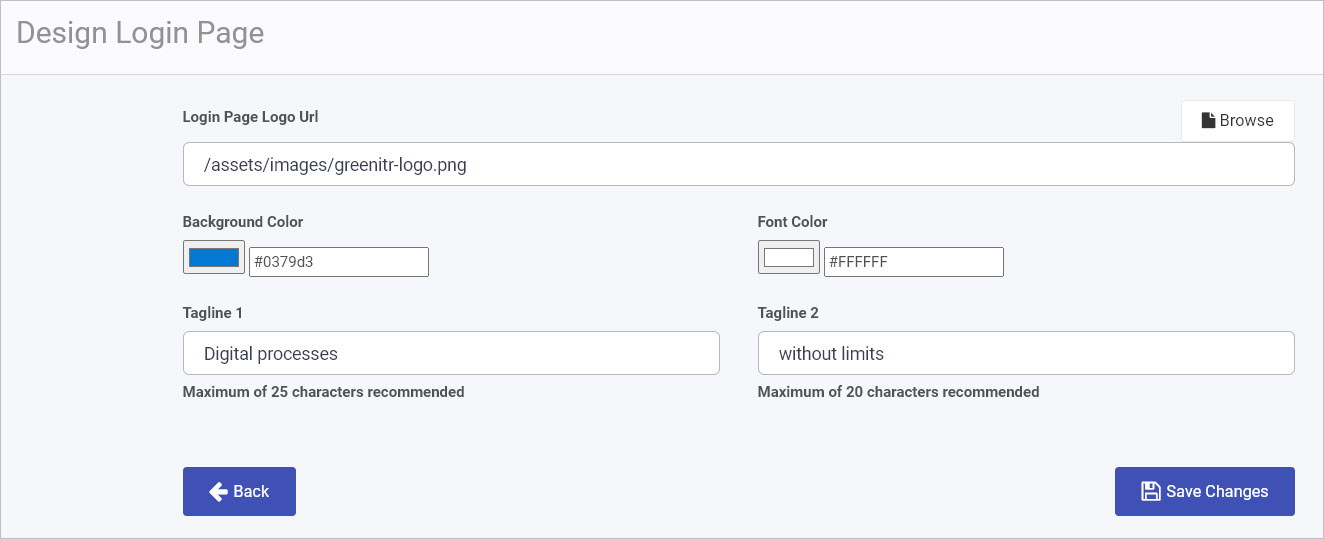 Design Login Page
Login Page Logo Url
Browse
/assets/images/greenitr-logo.png
Background Color
Font Color
#0379d3
#FFFFFF
Tagline 1
Tagline 2
Digital processes
without limits
Maximum of 25 characters recommended
Maximum of 20 characters recommended
Back
Save Changes